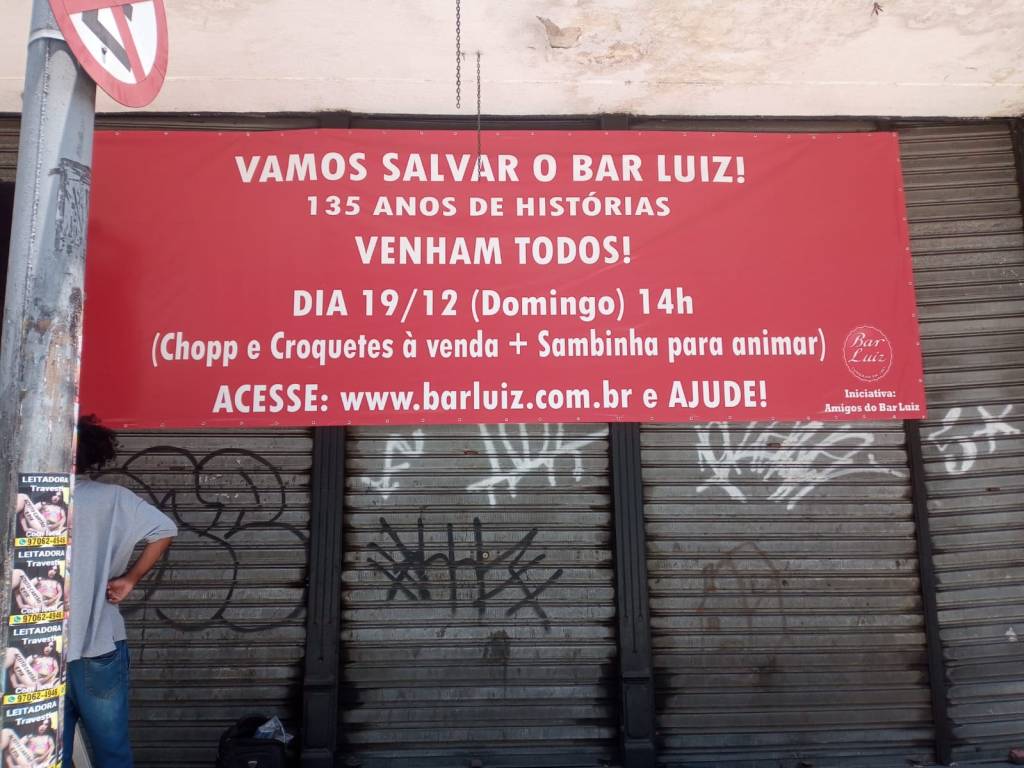 VAMOS SALVAR O BAR LUIZ!
135 ANOS DE HISTÓRIAS
VENHAM TODOS!
DIA 19/12 (Domingo) 14h
(Chopp e Croquetes à venda + Sambinha para animar)
ACESSE: www.barluiz.com.br e AJUDE!
Bar
Luiz
Iniciativa:
Amigos do Bar Luiz
LEITADORA
Travesti
97062-4946
LEITADORA
Travesti
97062-4946
LEITADORA
Travesti
97062-4946
LEITADORA
Travesti